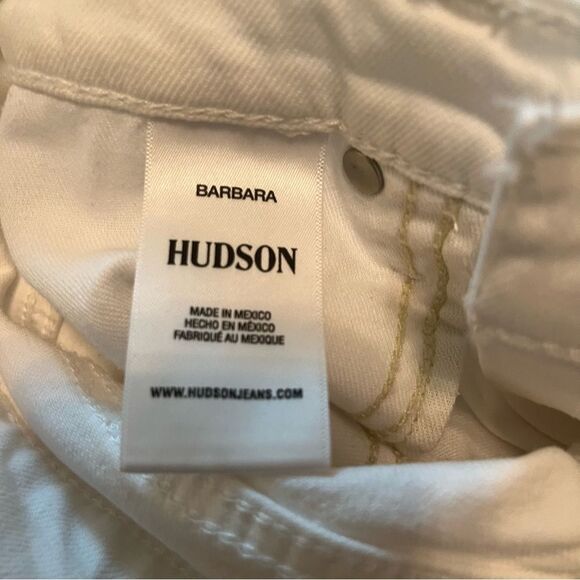 BARBARA
HUDSON
MADE IN MEXICO
HECHO EN MÉXICO
FABRIQUÉ AU MEXIQUE
WWW.HUDSONJEANS.COM